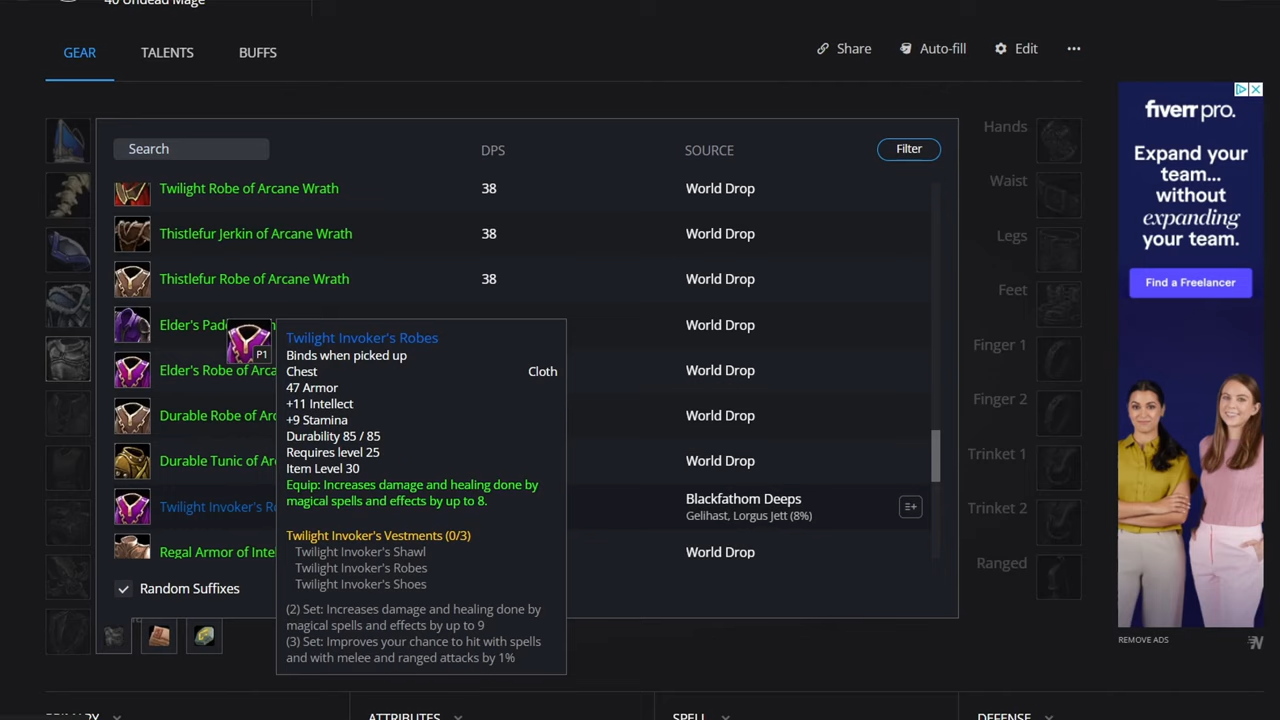 40 Undead Mage
GEAR
TALENTS
BUFFS
Share
Auto-fill
Edit
Search
DPS
SOURCE
Filter
Twilight Robe of Arcane Wrath 38 World Drop
Thistlefur Jerkin of Arcane Wrath 38 World Drop
Thistlefur Robe of Arcane Wrath 38 World Drop
Elder's World Drop
Elder's Robe of World Drop
Durable Robe of World Drop
Durable Tunic of World Drop
Twilight Invoker's Blackfathom Deeps
Gelihast, Lorgus Jett (8%)
Regal Armor of World Drop
Random Suffixes
P1
Twilight Invoker's Robes
Binds when picked up
Chest Cloth
47 Armor
+11 Intellect
+9 Stamina
Durability 85 / 85
Requires level 25
Item Level 30
Equip: Increases damage and healing done by
magical spells and effects by up to 8.
Twilight Invoker's Vestments (0/3)
Twilight Invoker's Shawl
Twilight Invoker's Robes
Twilight Invoker's Shoes
(2) Set: Increases damage and healing done by
magical spells and effects by up to 9
(3) Set: Improves your chance to hit with spells
and with melee and ranged attacks by 1%
Hands
Waist
Legs
Feet
Finger 1
Finger 2
Trinket 1
Trinket 2
Ranged
fiverr pro.
Expand your
team...
without
expanding
your team.
Find a Freelancer
REMOVE ADS
ATTRIBUTES
SPELL
DEFENSE